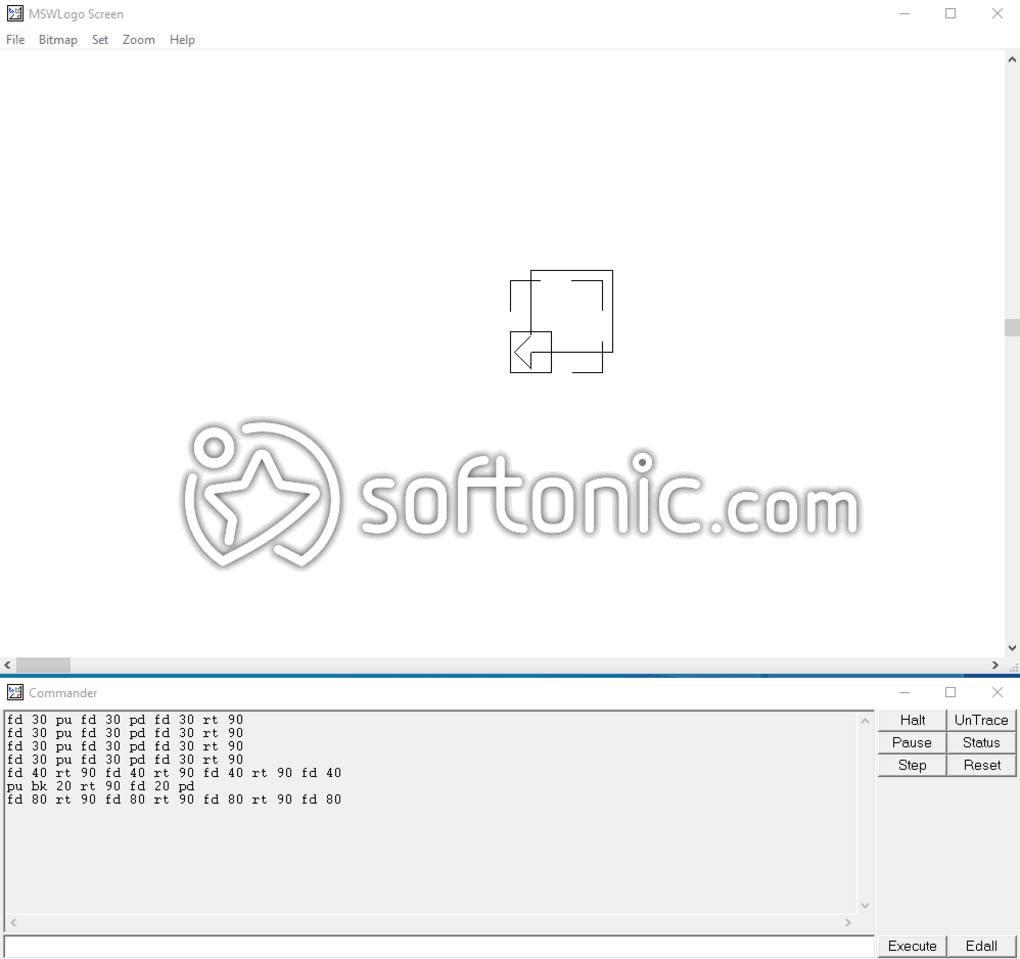 MSWLogo Screen
File Bitmap Set Zoom Help
softonic.com
Commander
fd 30 pu fd 30 pd fd 30 rt 90
fd 30 pu fd 30 pd fd 30 rt 90
fd 30 pu fd 30 pd fd 30 rt 90
fd 30 pu fd 30 pd fd 30 rt 90
fd 40 rt 90 fd 40 rt 90 fd 40 rt 90 fd 40
pu bk 20 rt 90 fd 20 pd
fd 80 rt 90 fd 80 rt 90 fd 80 rt 90 fd 80
Halt UnTrace
Pause Status
Step Reset
Execute Edall